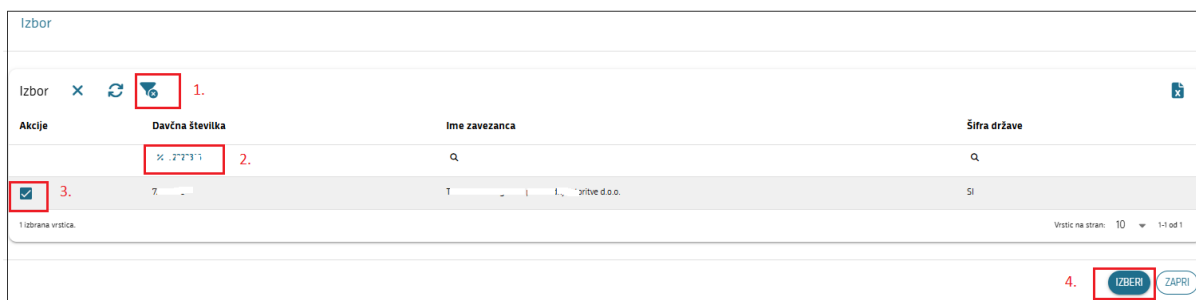 Izbor
Izbor 1.
Akcije Davčna številka Ime zavezanca Šifra države
2.
3. d.o.o. SI
1 izbrana vrstica. Vrstic na stran: 10 1-1 od 1
4. IZBERI ZAPRI